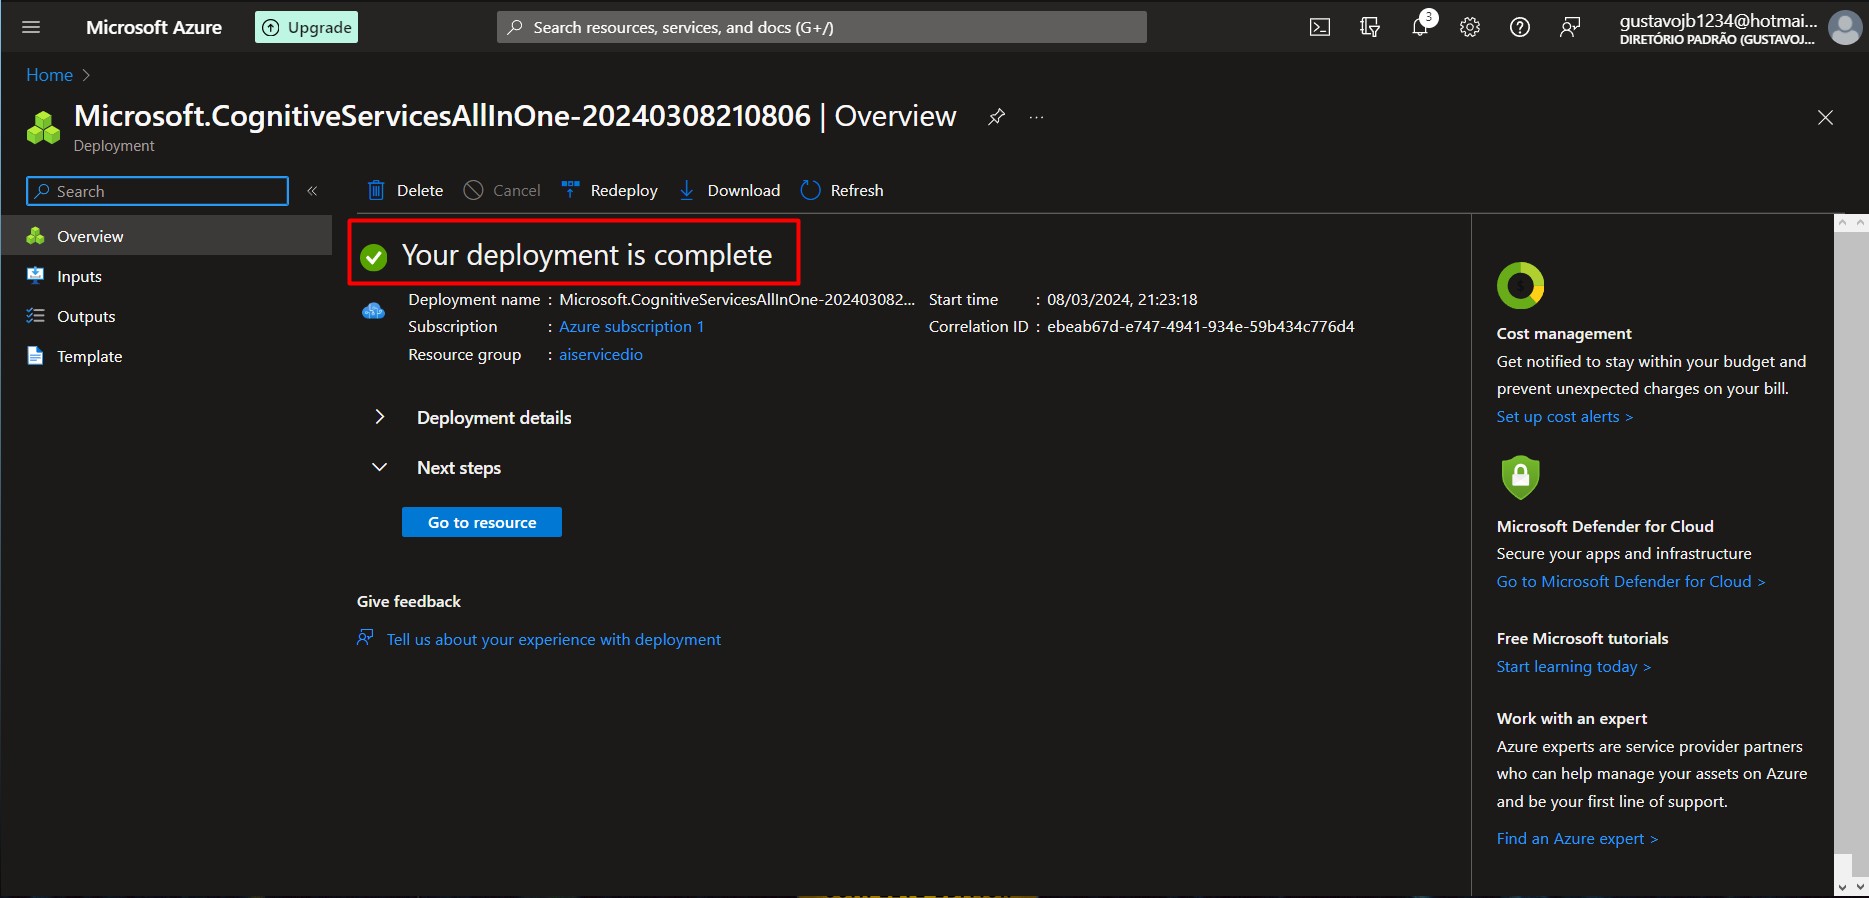 Microsoft Azure
Upgrade
Search resources, services, and docs (G+/)
3
gustavojb1234@hotmai...
DIRETÓRIO PADRÃO (GUSTAVOJ...
Home
Microsoft.CognitiveServicesAllInOne-20240308210806 | Overview
...
Deployment
Search
«
Delete
Cancel
Redeploy
Download
Refresh
Overview
Inputs
Outputs
Template
Your deployment is complete
Deployment name : Microsoft.CognitiveServicesAllInOne-202403082...
Subscription : Azure subscription 1
Resource group : aiservicedio
Start time : 08/03/2024, 21:23:18
Correlation ID : ebeab67d-e747-4941-934e-59b434c776d4
Deployment details
Next steps
Go to resource
Give feedback
Tell us about your experience with deployment
Cost management
Get notified to stay within your budget and
prevent unexpected charges on your bill.
Set up cost alerts >
Microsoft Defender for Cloud
Secure your apps and infrastructure
Go to Microsoft Defender for Cloud >
Free Microsoft tutorials
Start learning today >
Work with an expert
Azure experts are service provider partners
who can help manage your assets on Azure
and be your first line of support.
Find an Azure expert >